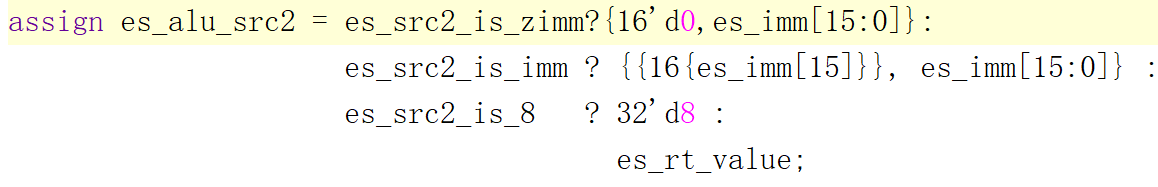 assign es_alu_src2 = es_src2_is_zimm?{16'd0,es_imm[15:0]}:
es_src2_is_imm ? {{16{es_imm[15]}}, es_imm[15:0]} :
es_src2_is_8 ? 32'd8 :
es_rt_value;